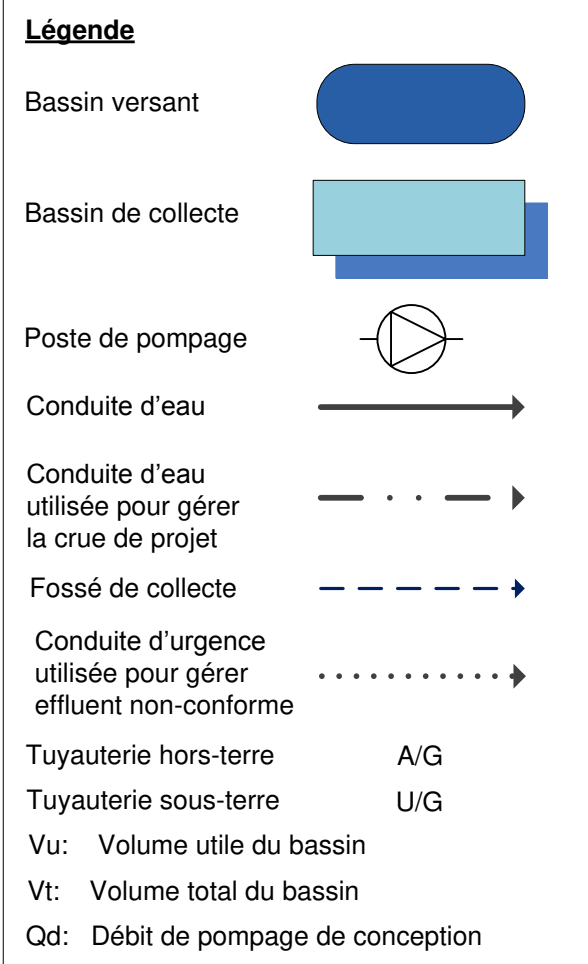 Légende
Bassin versant
Bassin de collecte
Poste de pompage
Conduite d'eau
Conduite d'eau
utilisée pour gérer
la crue de projet
Fossé de collecte
Conduite d'urgence
utilisée pour gérer
effluent non-conforme
Tuyauterie hors-terre A/G
Tuyauterie sous-terre U/G
Vu: Volume utile du bassin
Vt: Volume total du bassin
Qd: Débit de pompage de conception